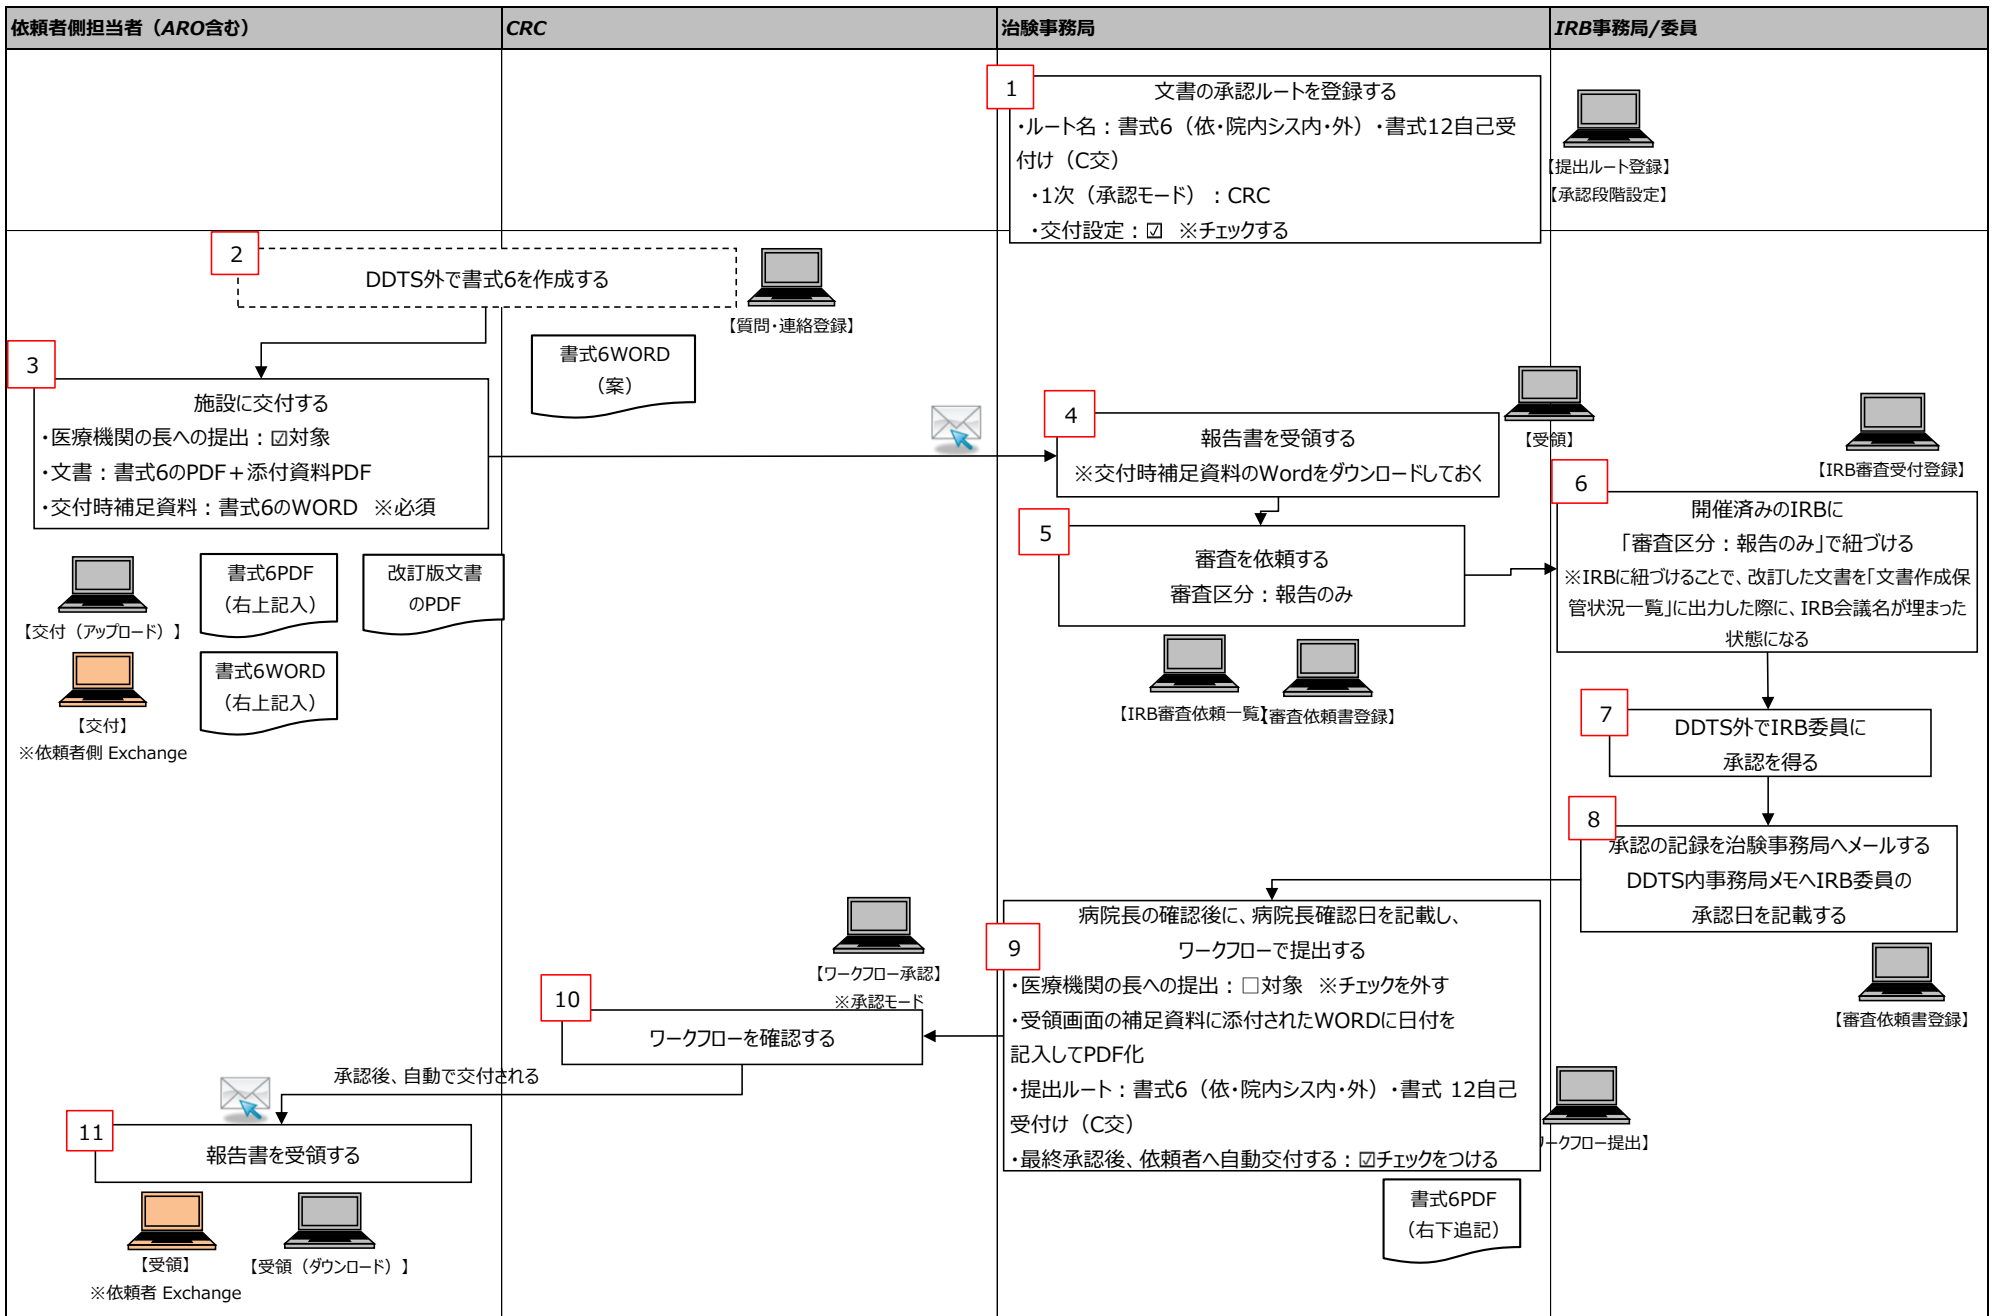 依頼者側担当者（ARO含む）
CRC
治験事務局
IRB事務局/委員
1
文書の承認ルートを登録する
・ルート名：書式6（依・院内シス内・外）・書式12自己受
付け（C交）
・1次（承認モード）：CRC
・交付設定：☑ ※チェックする
【提出ルート登録】
【承認段階設定】
2
DDTS外で書式6を作成する
【質問・連絡登録】
書式6WORD
（案）
3
施設に交付する
・医療機関の長への提出：☑対象
・文書：書式6のPDF＋添付資料PDF
・交付時補足資料：書式6のWORD ※必須
【交付（アップロード）】
書式6PDF
（右上記入）
改訂版文書
のPDF
【交付】
※依頼者側 Exchange
書式6WORD
（右上記入）
4
報告書を受領する
※交付時補足資料のWordをダウンロードしておく
【受領】
5
審査を依頼する
審査区分：報告のみ
【IRB審査依頼一覧】
【審査依頼書登録】
【IRB審査受付登録】
6
開催済みのIRBに
「審査区分：報告のみ」で紐づける
※IRBに紐づけることで、改訂した文書を「文書作成保
管状況一覧」に出力した際に、IRB会議名が埋まった
状態になる
7
DDTS外でIRB委員に
承認を得る
8
承認の記録を治験事務局へメールする
DDTS内事務局メモへIRB委員の
承認日を記載する
【審査依頼書登録】
9
病院長の確認後に、病院長確認日を記載し、
ワークフローで提出する
・医療機関の長への提出：□対象 ※チェックを外す
・受領画面の補足資料に添付されたWORDに日付を
記入してPDF化
・提出ルート：書式6（依・院内シス内・外）・書式 12自己
受付け（C交）
・最終承認後、依頼者へ自動交付する：☑チェックをつける
ークフロー提出】
書式6PDF
（右下追記）
【ワークフロー承認】
※承認モード
10
ワークフローを確認する
承認後、自動で交付される
11
報告書を受領する
【受領】
※依頼者 Exchange
【受領（ダウンロード）】